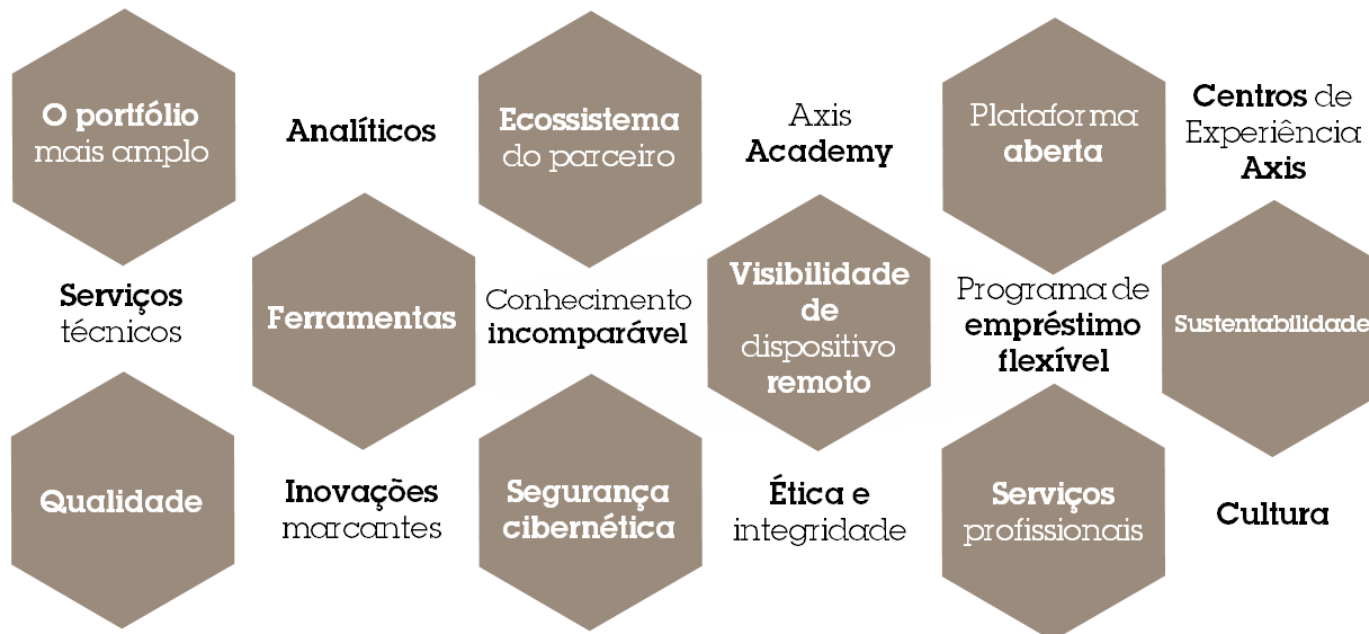 O portfólio
mais amplo
Analíticos
Ecossistema
do parceiro
Axis
Academy
Plataforma
aberta
Centros de
Experiência
Axis
Serviços
técnicos
Ferramentas
Conhecimento
incomparável
Visibilidade
de
dispositivo
remoto
Programa de
empréstimo
flexível
Sustentabilidade
Qualidade
Inovações
marcantes
Segurança
cibernética
Ética e
integridade
Serviços
profissionais
Cultura